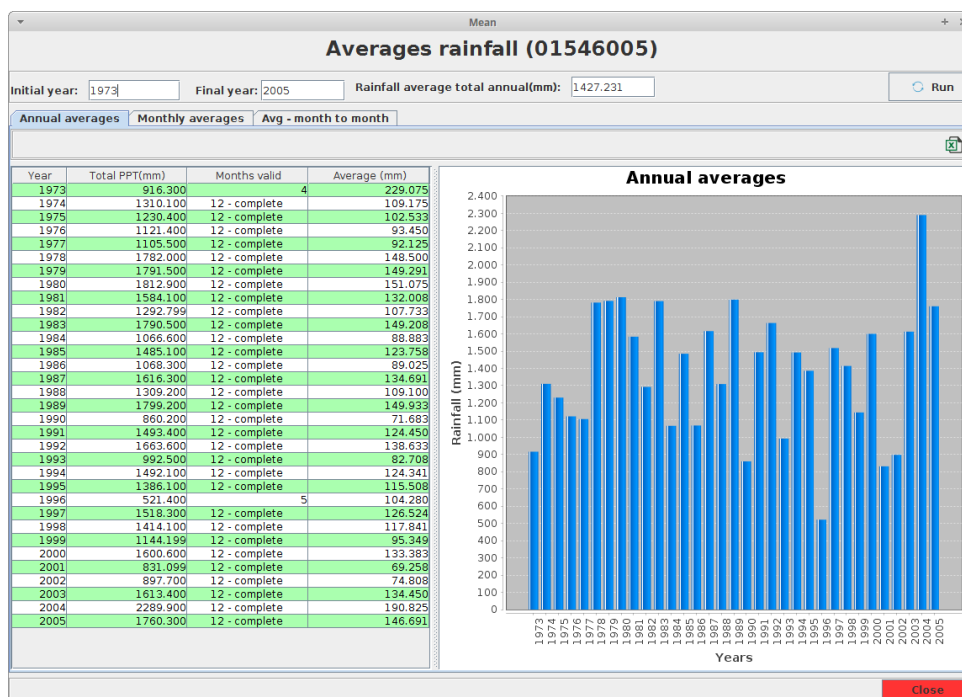 Mean
Averages rainfall (01546005)
Initial year: 1973 Final year: 2005 Rainfall average total annual(mm): 1427.231 Run
Annual averages Monthly averages Avg - month to month
Year Total PPT(mm) Months valid Average (mm)
1973 916.300 4 229.075
1974 1310.100 12 - complete 109.175
1975 1230.400 12 - complete 102.533
1976 1121.400 12 - complete 93.450
1977 1105.500 12 - complete 92.125
1978 1782.000 12 - complete 148.500
1979 1791.500 12 - complete 149.291
1980 1812.900 12 - complete 151.075
1981 1584.100 12 - complete 132.008
1982 1292.799 12 - complete 107.733
1983 1790.500 12 - complete 149.208
1984 1066.600 12 - complete 88.883
1985 1485.100 12 - complete 123.758
1986 1068.300 12 - complete 89.025
1987 1616.300 12 - complete 134.691
1988 1309.200 12 - complete 109.100
1989 1799.200 12 - complete 149.933
1990 860.200 12 - complete 71.683
1991 1493.400 12 - complete 124.450
1992 1663.600 12 - complete 138.633
1993 992.500 12 - complete 82.708
1994 1492.100 12 - complete 124.341
1995 1386.100 12 - complete 115.508
1996 521.400 5 104.280
1997 1518.300 12 - complete 126.524
1998 1414.100 12 - complete 117.841
1999 1144.199 12 - complete 95.349
2000 1600.600 12 - complete 133.383
2001 831.099 12 - complete 69.258
2002 897.700 12 - complete 74.808
2003 1613.400 12 - complete 134.450
2004 2289.900 12 - complete 190.825
2005 1760.300 12 - complete 146.691
Annual averages
2.400
2.300
2.200
2.100
2.000
1.900
1.800
1.700
1.600
1.500
1.400
1.300
1.200
1.100
1.000
900
800
700
600
500
400
300
200
100
0
Rainfall (mm)
1973 1974 1975 1976 1977 1978 1979 1980 1981 1982 1983 1984 1985 1986 1987 1988 1989 1990 1991 1992 1993 1994 1995 1996 1997 1998 1999 2000 2001 2002 2003 2004 2005
Years
Close